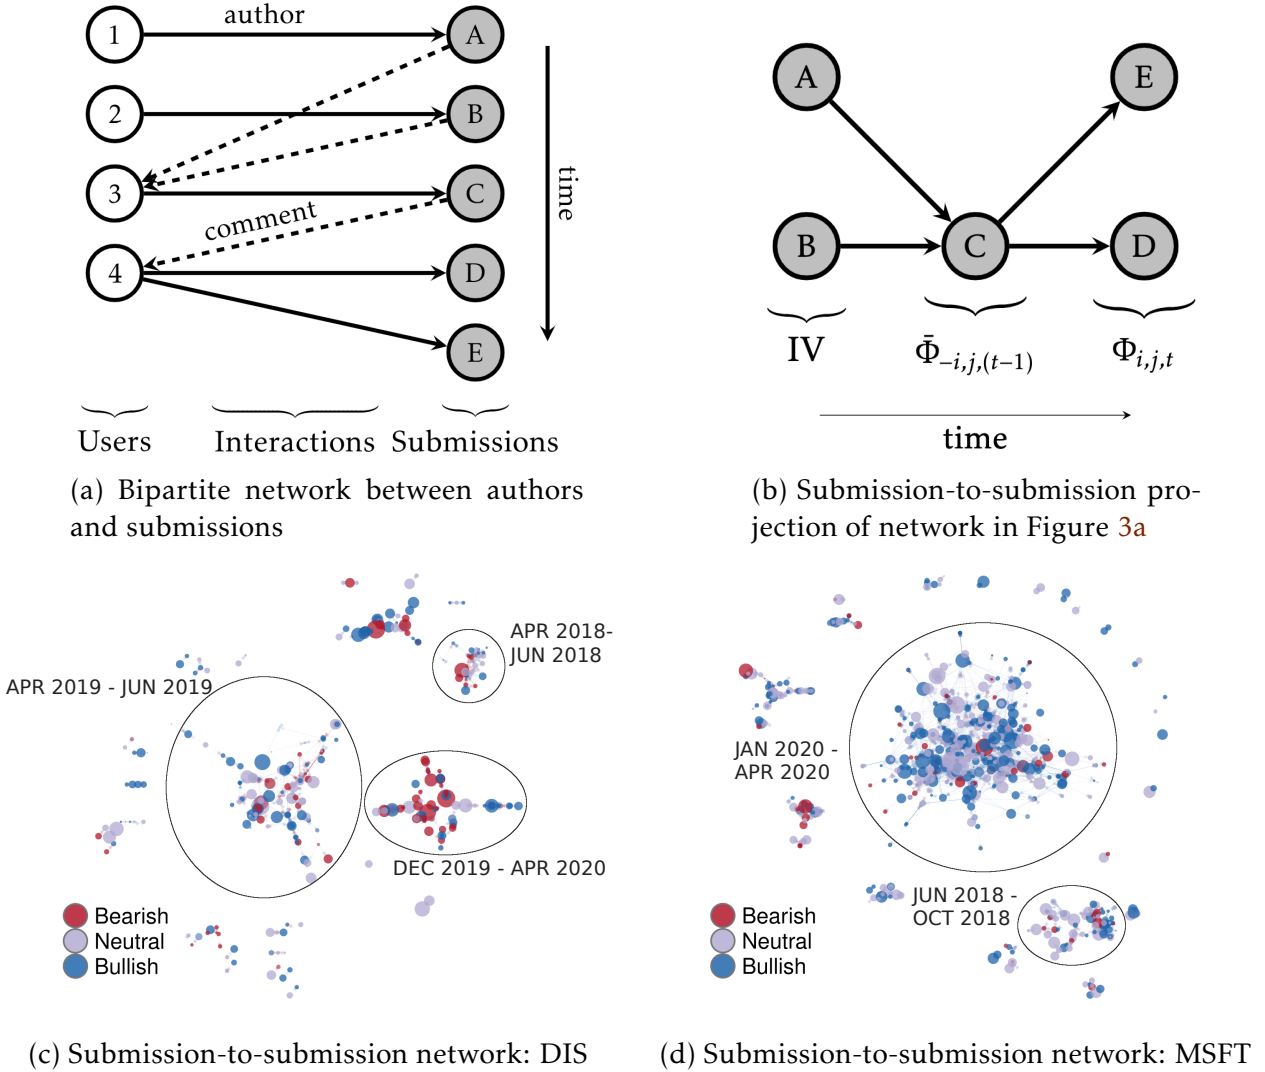 author
1
A
2
B
3
C
comment
4
D
E
time
Users
Interactions
Submissions
(a) Bipartite network between authors
and submissions
A
E
B
C
D
IV
Φ̄−i,j,(t−1)
Φi,j,t
time
(b) Submission-to-submission pro-
jection of network in Figure 3a
APR 2018-
JUN 2018
APR 2019 - JUN 2019
DEC 2019 - APR 2020
Bearish
Neutral
Bullish
(c) Submission-to-submission network: DIS
JAN 2020 -
APR 2020
JUN 2018 -
OCT 2018
Bearish
Neutral
Bullish
(d) Submission-to-submission network: MSFT